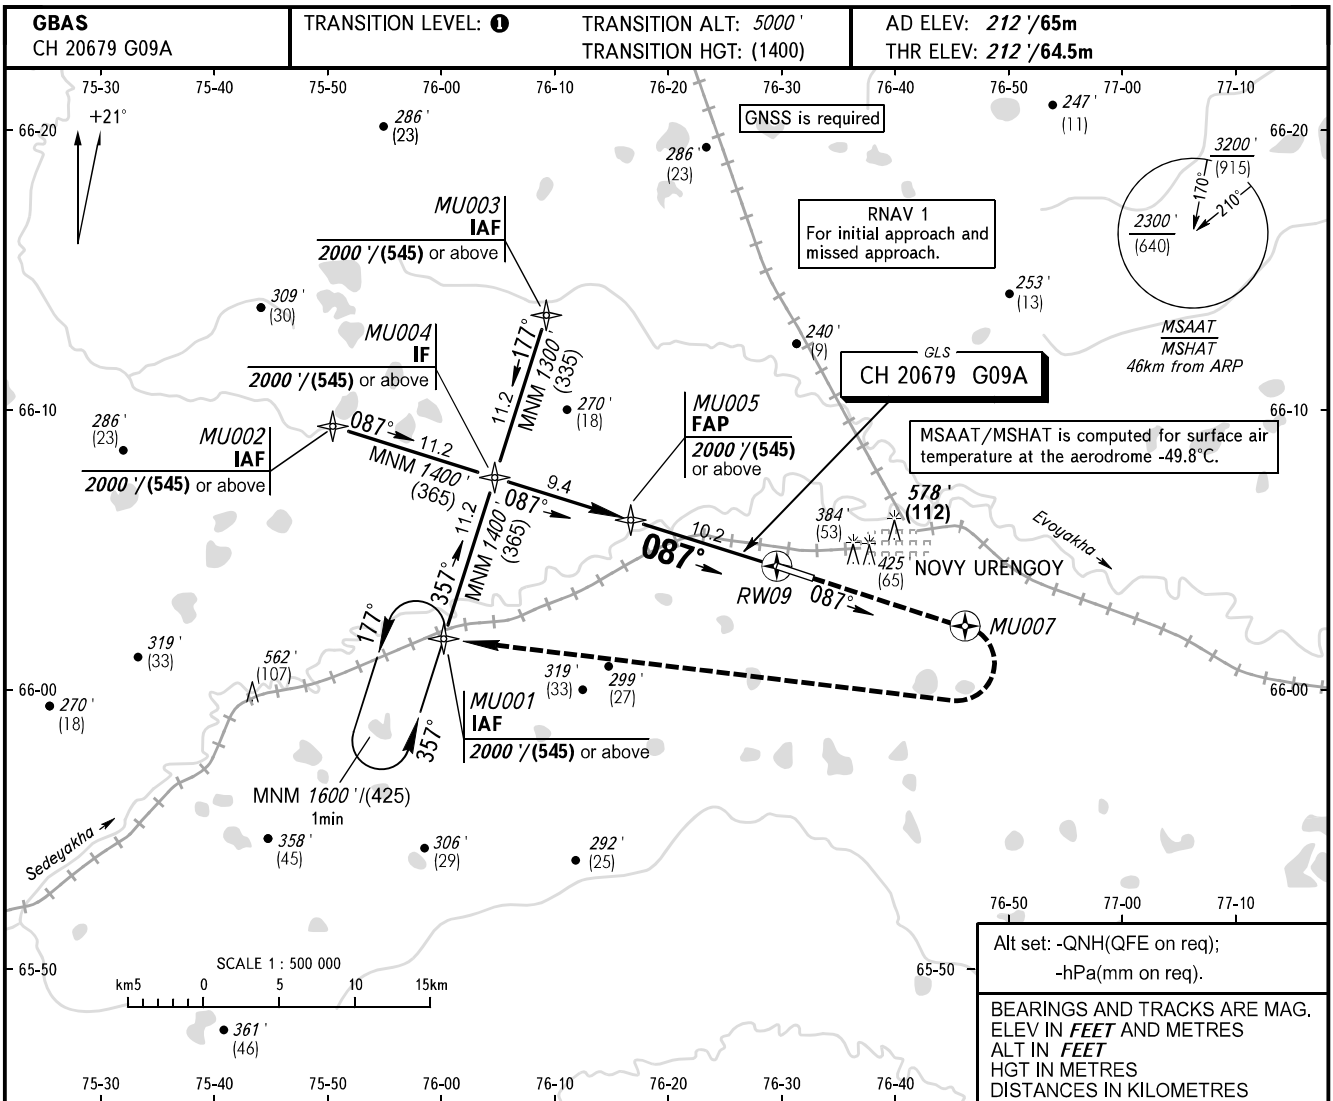 GBAS
CH 20679 G09A
TRANSITION LEVEL: ❶
TRANSITION ALT: 5000 '
TRANSITION HGT: (1400)
AD ELEV: 212 '/65m
THR ELEV: 212 '/64.5m
75-30 75-40 75-50 76-00 76-10 76-20 76-30 76-40 76-50 77-00 77-10
+21°
66-20
66-20
286 '
(23)
286 '
(23)
GNSS is required
247 '
(11)
3200 '
(915)
170°
210°
2300 '
(640)
MSAAT
MSHAT
46km from ARP
RNAV 1
For initial approach and
missed approach.
MU003
IAF
2000 '/(545) or above
309 '
(30)
253 '
(13)
240 '
(9)
MU004
IF
2000 '/(545) or above
177°
11.2
MNM 1300 '
(335)
GLS
CH 20679 G09A
270 '
(18)
66-10
66-10
286 '
(23)
MU002
IAF
2000 '/(545) or above
087°
11.2
MNM 1400 '
(365)
MU005
FAP
2000 '/(545)
or above
MSAAT/MSHAT is computed for surface air
temperature at the aerodrome -49.8°C.
087°
9.4
10.2
087°
578 '
(112)
384 '
(53)
425 '
(65)
NOVY URENGOY
Evoyakha
RW09
087°
MU007
357°
11.2
MNM 1400 '
(365)
177°
357°
MU001
IAF
2000 '/(545) or above
319 '
(33)
562 '
(107)
319 '
(33)
299 '
(27)
66-00
66-00
270 '
(18)
MNM 1600 '/(425)
1min
Sedeyakha
358 '
(45)
306 '
(29)
292 '
(25)
76-50 77-00 77-10
65-50
65-50
SCALE 1 : 500 000
km5 0 5 10 15km
361 '
(46)
Alt set: -QNH(QFE on req);
-hPa(mm on req).
BEARINGS AND TRACKS ARE MAG.
ELEV IN FEET AND METRES
ALT IN FEET
HGT IN METRES
DISTANCES IN KILOMETRES
75-30 75-40 75-50 76-00 76-10 76-20 76-30 76-40